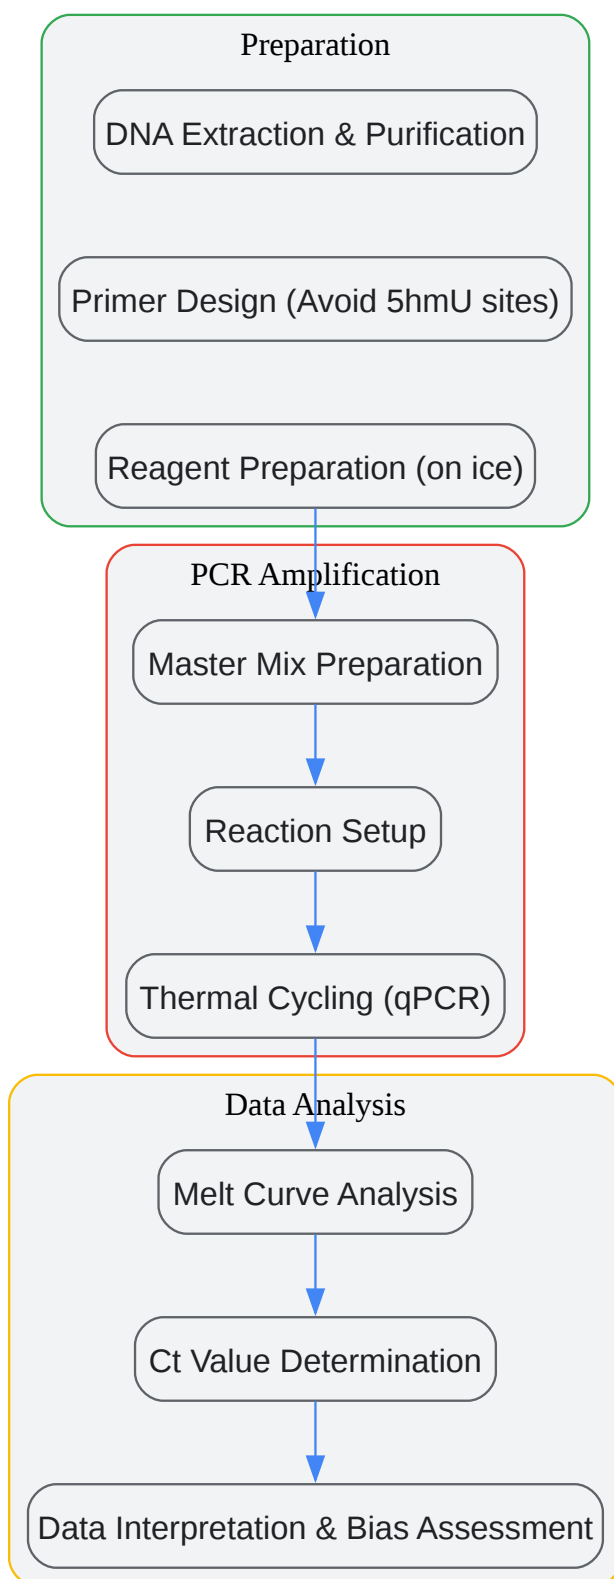 Preparation
DNA Extraction & Purification
Primer Design (Avoid 5hmU sites)
Reagent Preparation (on ice)
PCR Amplification
Master Mix Preparation
Reaction Setup
Thermal Cycling (qPCR)
Data Analysis
Melt Curve Analysis
Ct Value Determination
Data Interpretation & Bias Assessment